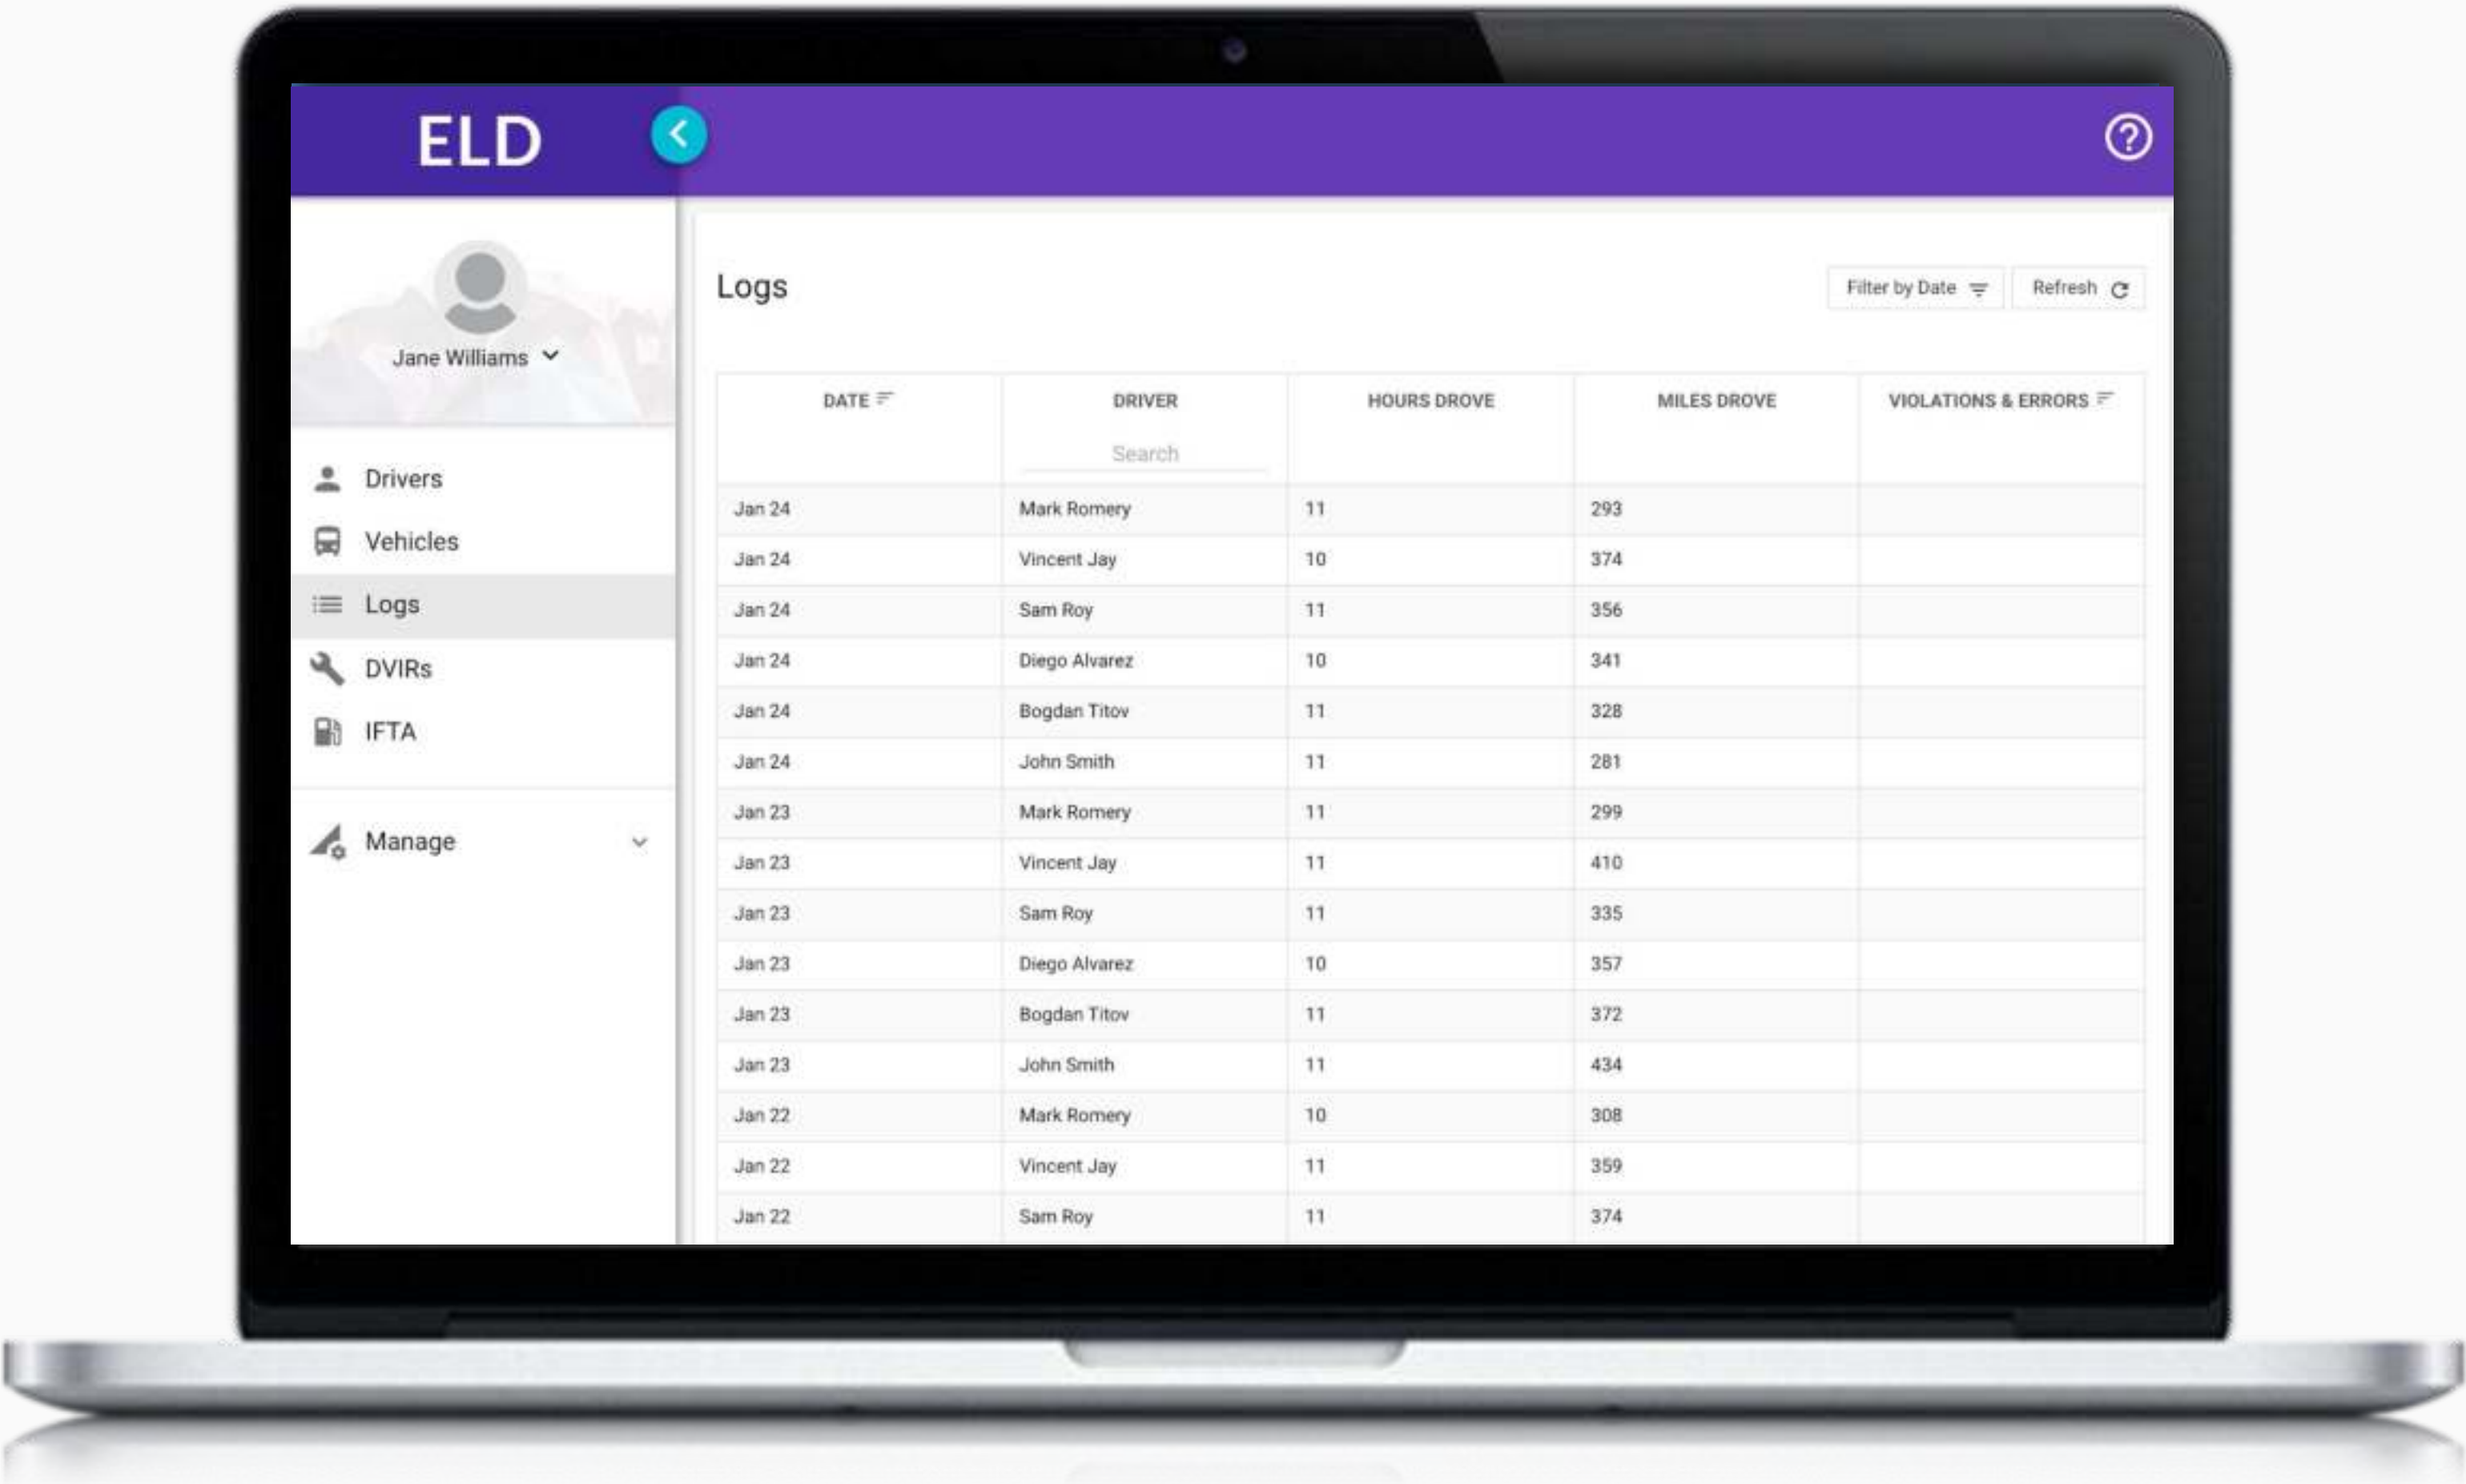 ELD
Jane Williams
Drivers
Vehicles
Logs
DVIRs
IFTA
Manage
Logs
Filter by Date Refresh
DATE DRIVER HOURS DROVE MILES DROVE VIOLATIONS & ERRORS
Search
Jan 24 Mark Romery 11 293
Jan 24 Vincent Jay 10 374
Jan 24 Sam Roy 11 356
Jan 24 Diego Alvarez 10 341
Jan 24 Bogdan Titov 11 328
Jan 24 John Smith 11 281
Jan 23 Mark Romery 11 299
Jan 23 Vincent Jay 11 410
Jan 23 Sam Roy 11 335
Jan 23 Diego Alvarez 10 357
Jan 23 Bogdan Titov 11 372
Jan 23 John Smith 11 434
Jan 22 Mark Romery 10 308
Jan 22 Vincent Jay 11 359
Jan 22 Sam Roy 11 374